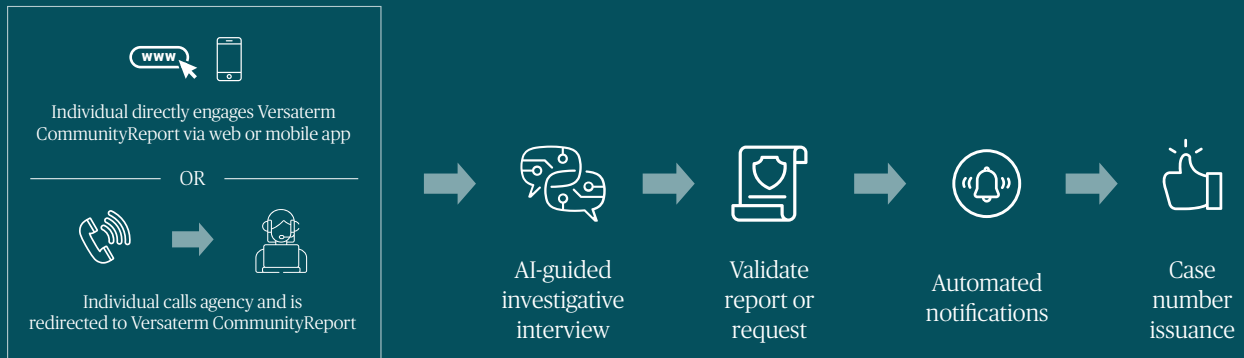 www
Individual directly engages Versaterm
CommunityReport via web or mobile app
OR
Individual calls agency and is
redirected to Versaterm CommunityReport
AI-guided
investigative
interview
Validate
report or
request
Automated
notifications
Case
number
issuance